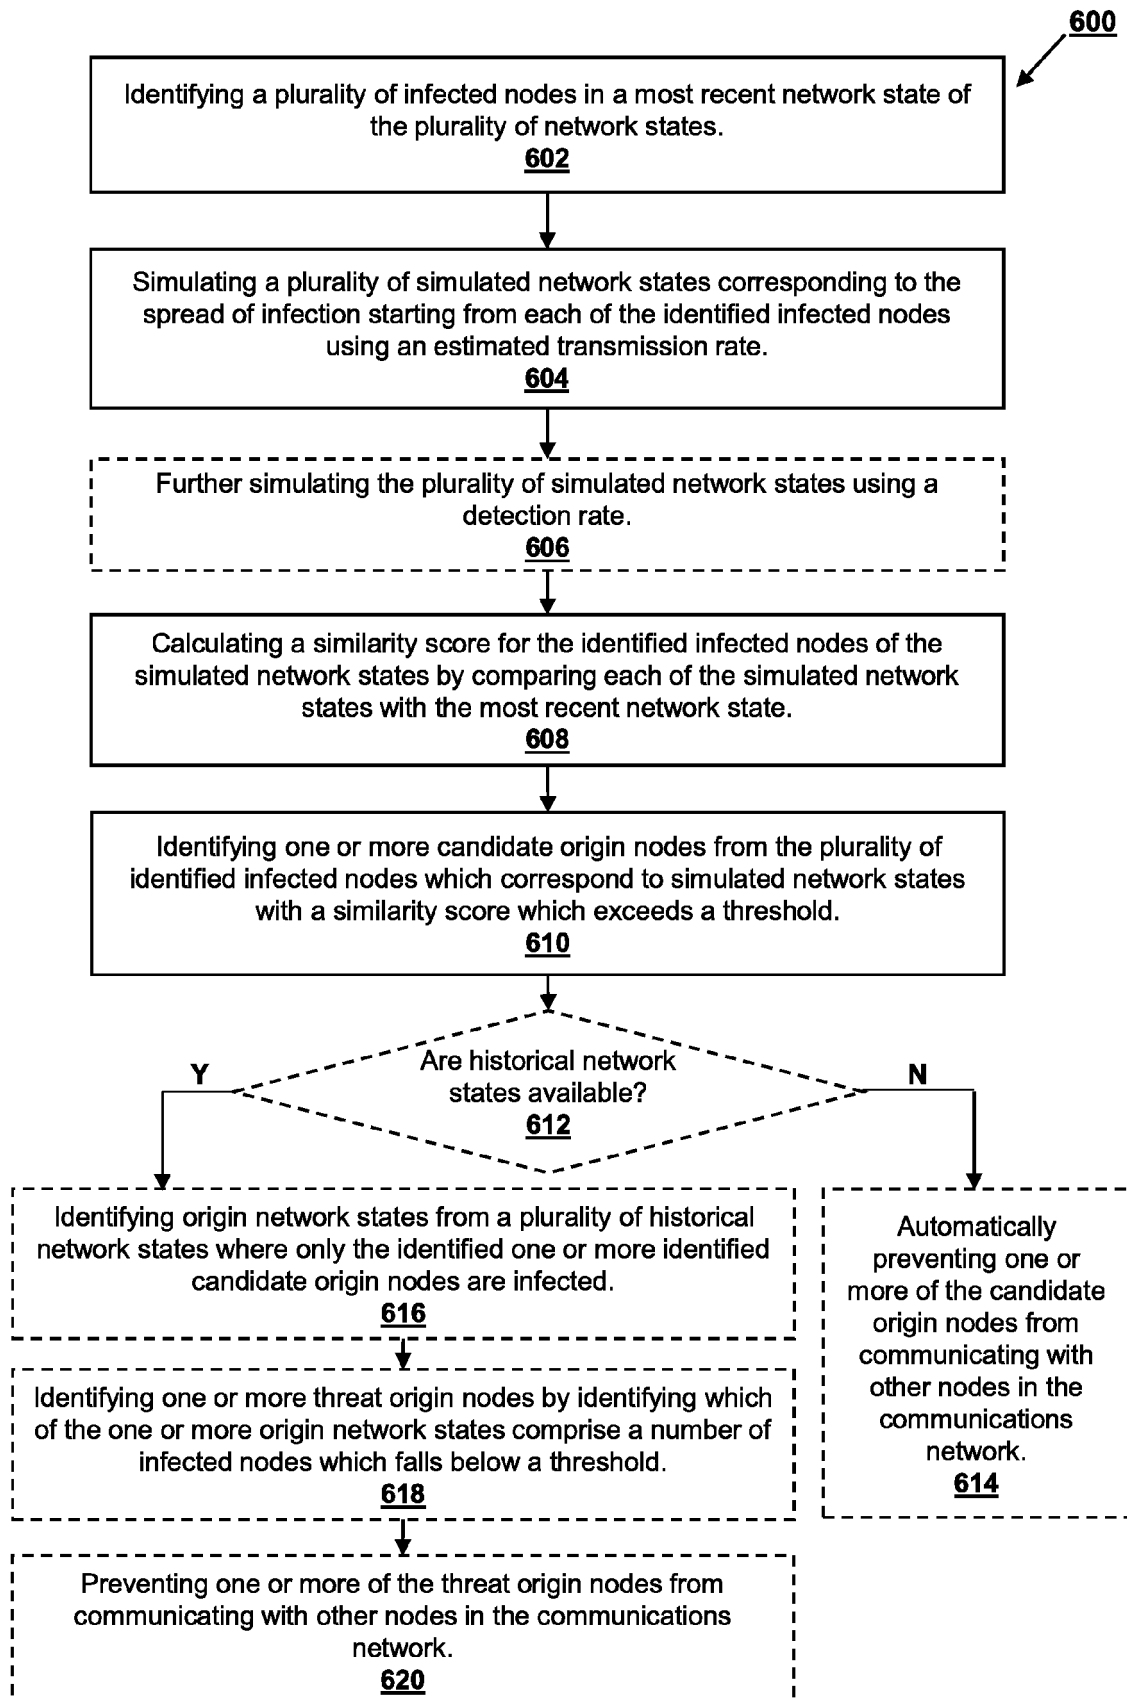 600
Identifying a plurality of infected nodes in a most recent network state of
the plurality of network states.
602
Simulating a plurality of simulated network states corresponding to the
spread of infection starting from each of the identified infected nodes
using an estimated transmission rate.
604
Further simulating the plurality of simulated network states using a
detection rate.
606
Calculating a similarity score for the identified infected nodes of the
simulated network states by comparing each of the simulated network
states with the most recent network state.
608
Identifying one or more candidate origin nodes from the plurality of
identified infected nodes which correspond to simulated network states
with a similarity score which exceeds a threshold.
610
Are historical network
states available?
612
Y
N
Identifying origin network states from a plurality of historical
network states where only the identified one or more identified
candidate origin nodes are infected.
616
Identifying one or more threat origin nodes by identifying which
of the one or more origin network states comprise a number of
infected nodes which falls below a threshold.
618
Preventing one or more of the threat origin nodes from
communicating with other nodes in the communications
network.
620
Automatically
preventing one or
more of the candidate
origin nodes from
communicating with
other nodes in the
communications
network.
614